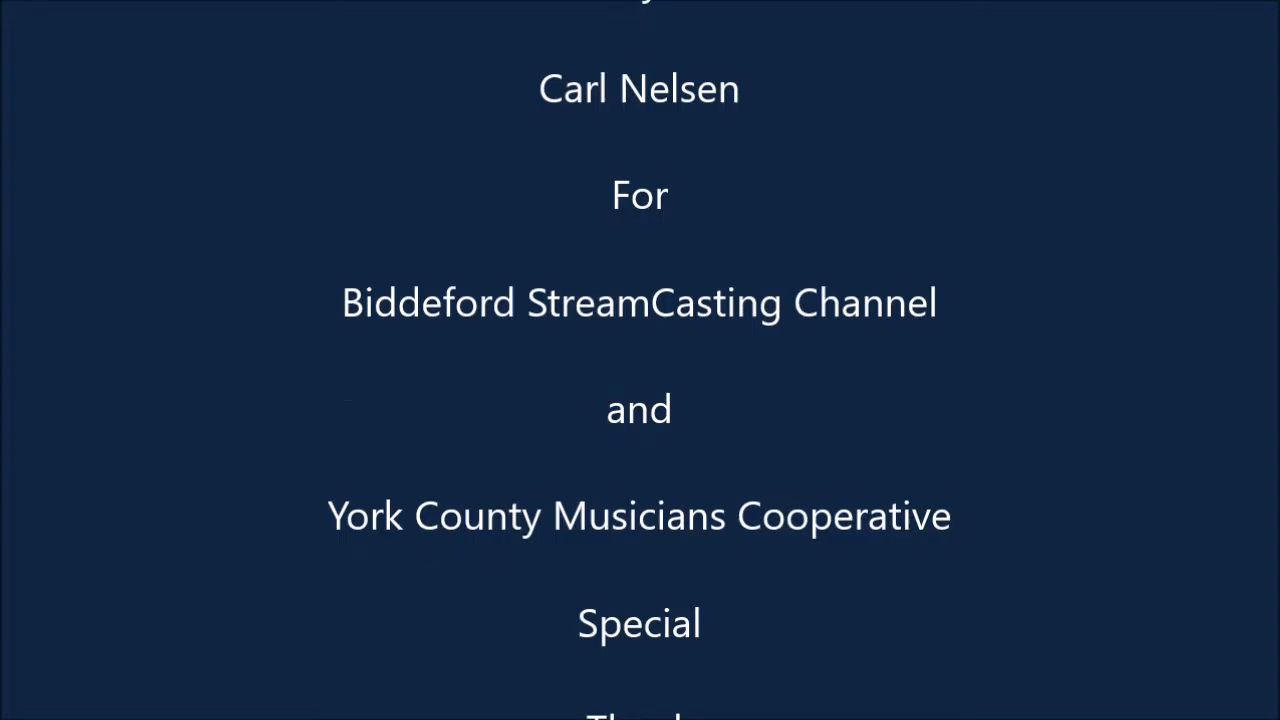 Carl Nelsen
For
Biddeford StreamCasting Channel
and
York County Musicians Cooperative
Special